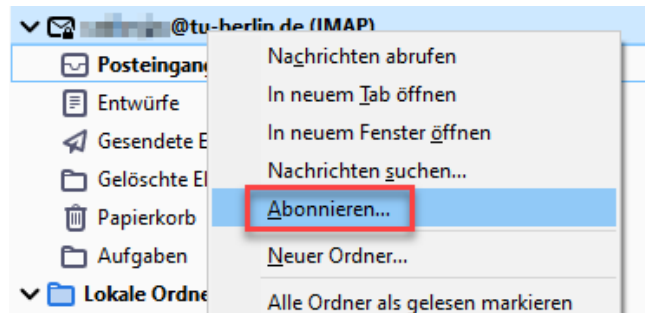 @tu-berlin.de (IMAP)
Posteingang
Entwürfe
Gesendete E
Gelöschte El
Papierkorb
Aufgaben
Lokale Ordne
Nachrichten abrufen
In neuem Tab öffnen
In neuem Fenster öffnen
Nachrichten suchen...
Abonnieren...
Neuer Ordner...
Alle Ordner als gelesen markieren